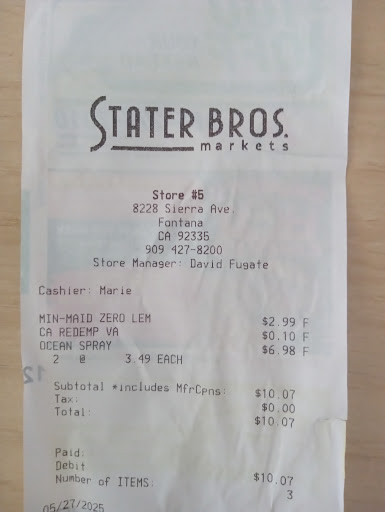 STATER BROS.
markets
Store #5
8228 Sierra Ave.
Fontana
CA 92335
909 427-8200
Store Manager: David Fugate
Cashier: Marie
MIN-MAID ZERO LEM $2.99 F
CA REDEMP VA $0.10 F
OCEAN SPRAY $6.98 F
2 @ 3.49 EACH
Subtotal *includes MfrCpns: $10.07
Tax: $0.00
Total: $10.07
Paid:
Debit $10.07
Number of ITEMS: 3
05/27/2025